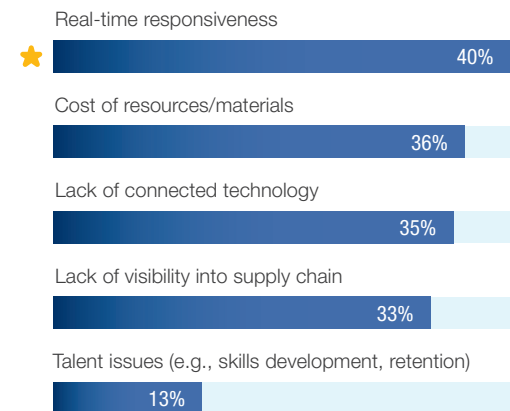 Real-time responsiveness
40%
Cost of resources/materials
36%
Lack of connected technology
35%
Lack of visibility into supply chain
33%
Talent issues (e.g., skills development, retention)
13%